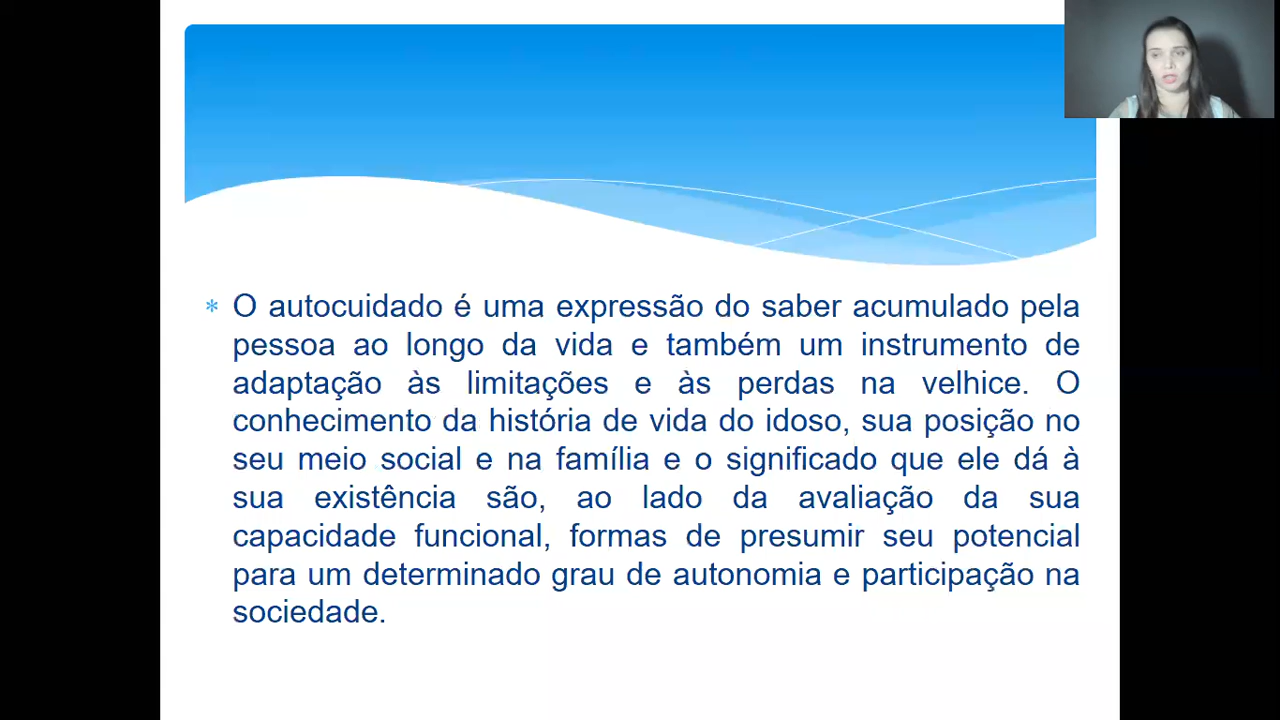 * O autocuidado é uma expressão do saber acumulado pela
pessoa ao longo da vida e também um instrumento de
adaptação às limitações e às perdas na velhice. O
conhecimento da história de vida do idoso, sua posição no
seu meio social e na família e o significado que ele dá à
sua existência são, ao lado da avaliação da sua
capacidade funcional, formas de presumir seu potencial
para um determinado grau de autonomia e participação na
sociedade.